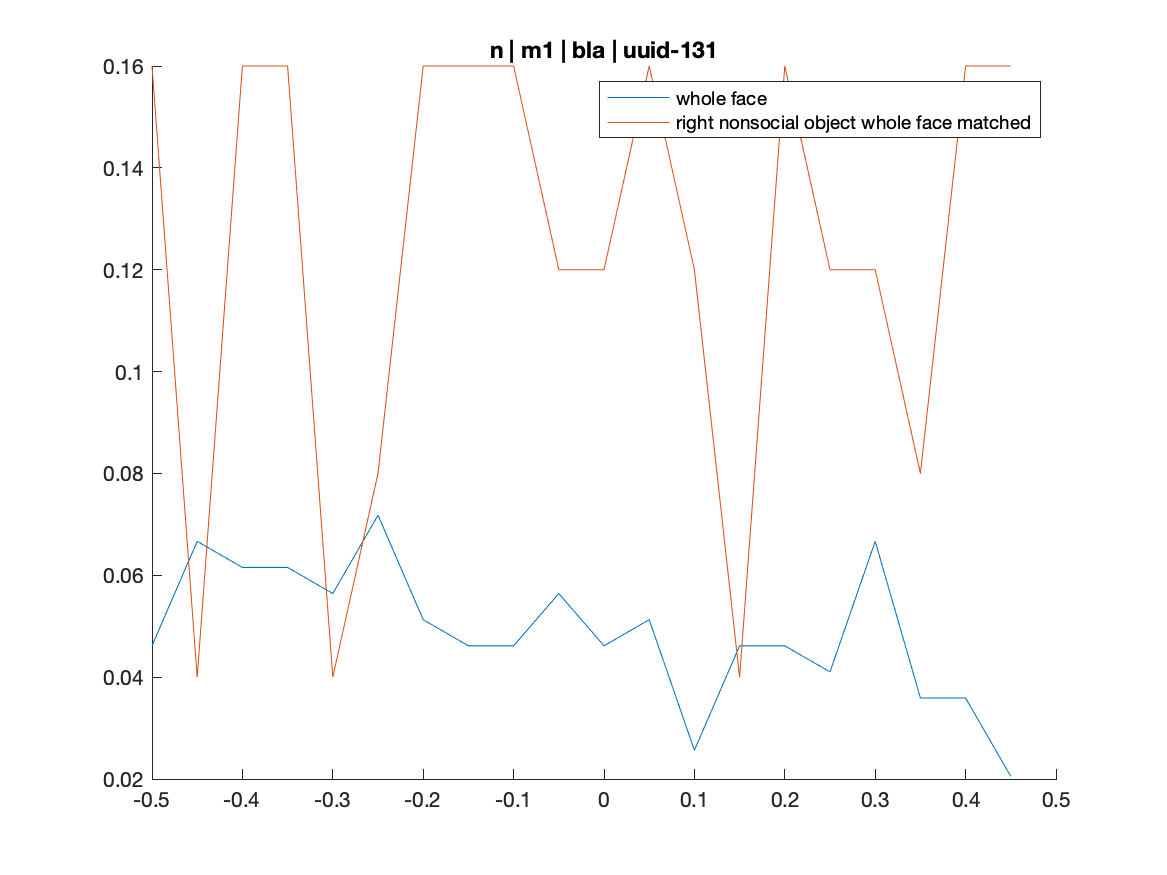 n | m1 | bla | uuid-131
0.16
whole face
right nonsocial object whole face matched
0.14
0.12
0.1
0.08
0.06
0.04
0.02
-0.5 -0.4 -0.3 -0.2 -0.1 0 0.1 0.2 0.3 0.4 0.5